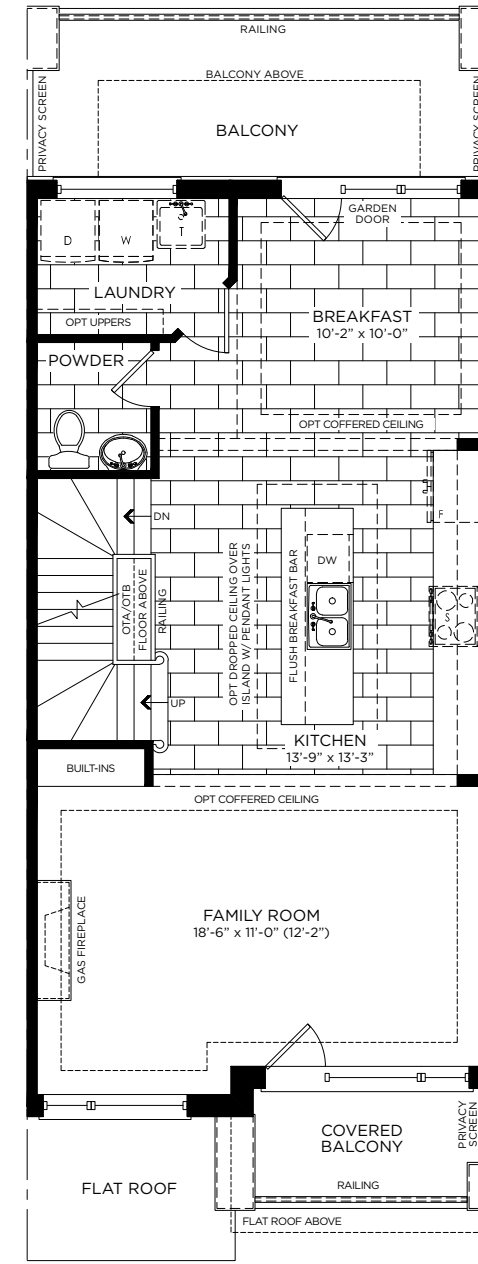 RAILING
BALCONY ABOVE
PRIVACY SCREEN
PRIVACY SCREEN
BALCONY
GARDEN
DOOR
D
W
S
T
LAUNDRY
OPT UPPERS
BREAKFAST
10'-2" x 10'-0"
POWDER
OPT COFFERED CEILING
DN
F
OTA/OTB
FLOOR ABOVE
RAILING
OPT DROPPED CEILING OVER
ISLAND W/ PENDANT LIGHTS
FLUSH BREAKFAST BAR
DW
S
UP
KITCHEN
13'-9" x 13'-3"
BUILT-INS
OPT COFFERED CEILING
GAS FIREPLACE
FAMILY ROOM
18'-6" x 11'-0" (12'-2")
COVERED
BALCONY
PRIVACY
SCREEN
FLAT ROOF
RAILING
FLAT ROOF ABOVE